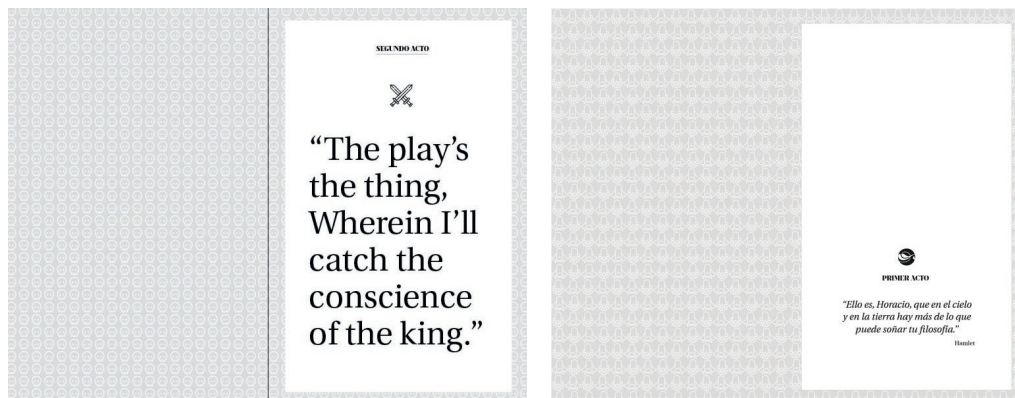 SEGUNDO ACTO
“The play’s
the thing,
Wherein I’ll
catch the
conscience
of the king.”
PRIMER ACTO
“Ello es, Horacio, que en el cielo
y en la tierra hay más de lo que
puede soñar tu filosofía.”
Hamlet